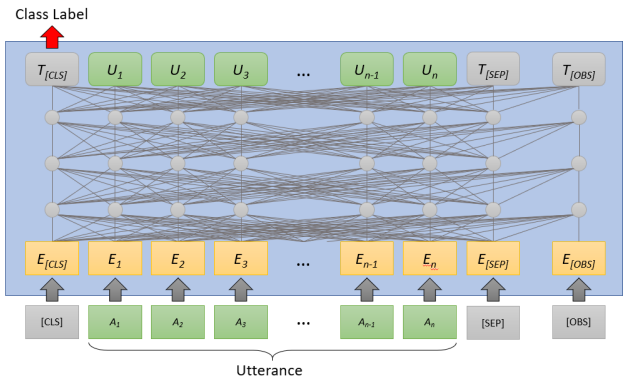 Class Label
T[CLS] U1 U2 U3 ... Un-1 Un T[SEP] T[OBS]
E[CLS] E1 E2 E3 ... En-1 En E[SEP] E[OBS]
[CLS] A1 A2 A3 ... An-1 An [SEP] [OBS]
Utterance